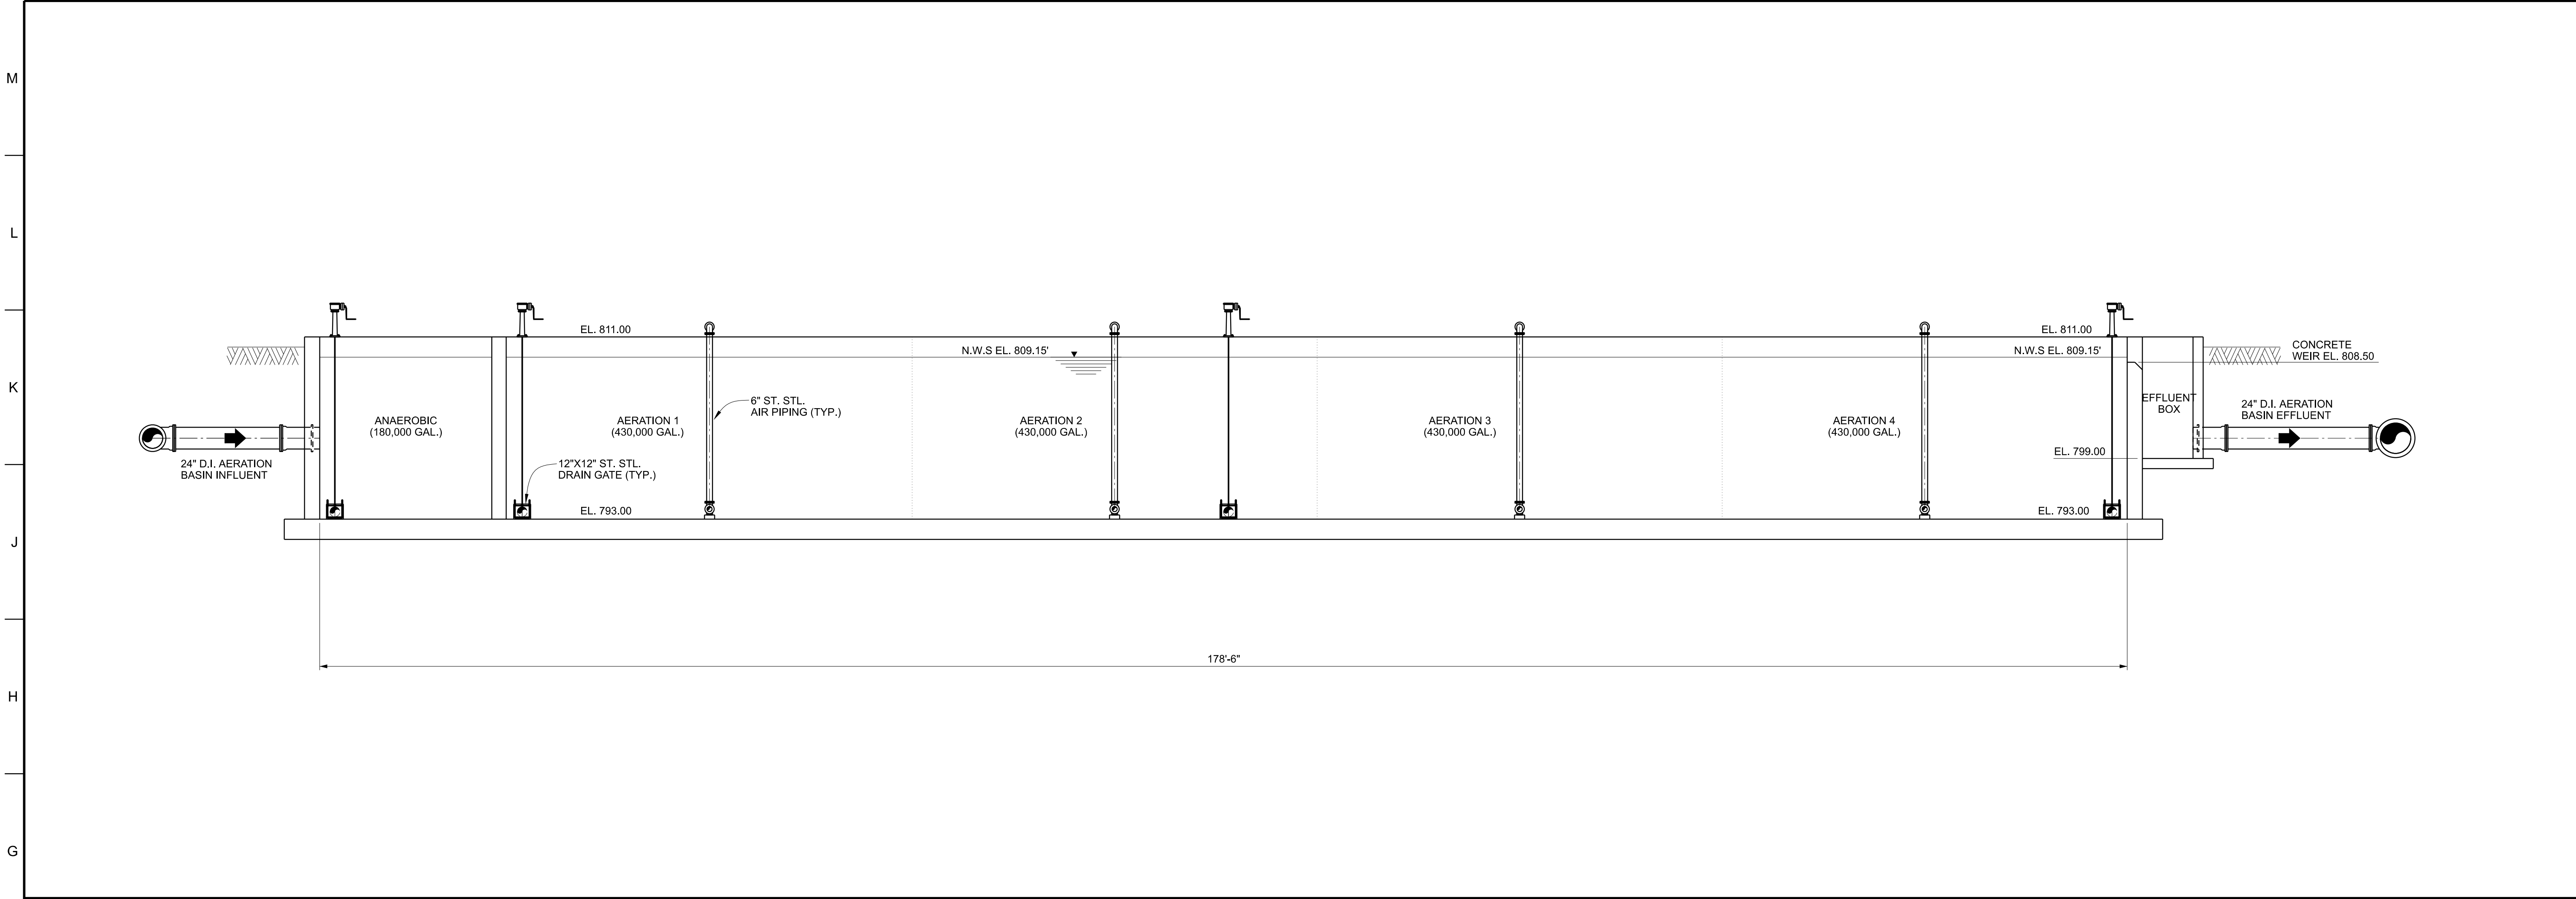 M
L
K
J
H
G
EL. 811.00
EL. 811.00
N.W.S EL. 809.15'
N.W.S EL. 809.15'
CONCRETE
WEIR EL. 808.50
6" ST. STL.
AIR PIPING (TYP.)
ANAEROBIC
(180,000 GAL.)
AERATION 1
(430,000 GAL.)
AERATION 2
(430,000 GAL.)
AERATION 3
(430,000 GAL.)
AERATION 4
(430,000 GAL.)
EFFLUENT
BOX
24" D.I. AERATION
BASIN EFFLUENT
24" D.I. AERATION
BASIN INFLUENT
12"X12" ST. STL.
DRAIN GATE (TYP.)
EL. 799.00
EL. 793.00
EL. 793.00
178'-6"